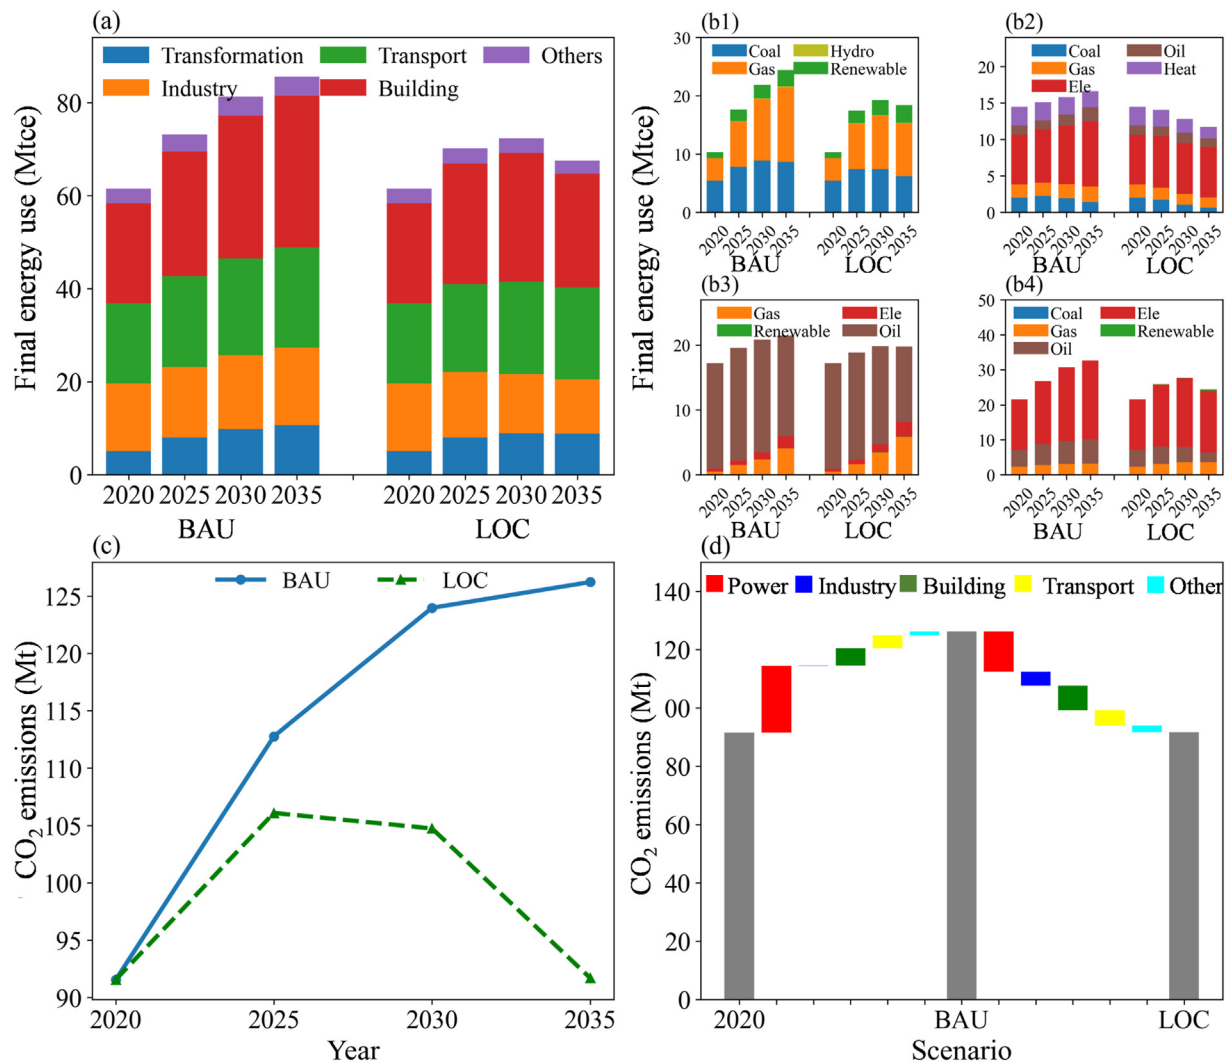 (a)
Transformation Transport Others
Industry Building
Final energy use (Mtce)
80
60
40
20
0
2020 2025 2030 2035 2020 2025 2030 2035
BAU LOC
(b1)
Coal Hydro
Gas Renewable
Final energy use (Mtce)
30
20
10
0
2020 2025 2030 2035 2020 2025 2030 2035
BAU LOC
(b2)
Coal Oil
Gas Heat
Ele
20
15
10
5
0
2020 2025 2030 2035 2020 2025 2030 2035
BAU LOC
(b3)
Gas Ele
Renewable Oil
20
10
0
2020 2025 2030 2035 2020 2025 2030 2035
BAU LOC
(b4)
Coal Ele
Gas Renewable
Oil
50
40
30
20
10
0
2020 2025 2030 2035 2020 2025 2030 2035
BAU LOC
(c)
BAU LOC
CO₂ emissions (Mt)
125
120
115
110
105
100
95
90
2020 2025 2030 2035
Year
(d)
Power Industry Building Transport Other
CO₂ emissions (Mt)
140
120
00
80
60
40
20
0
2020 BAU LOC
Scenario